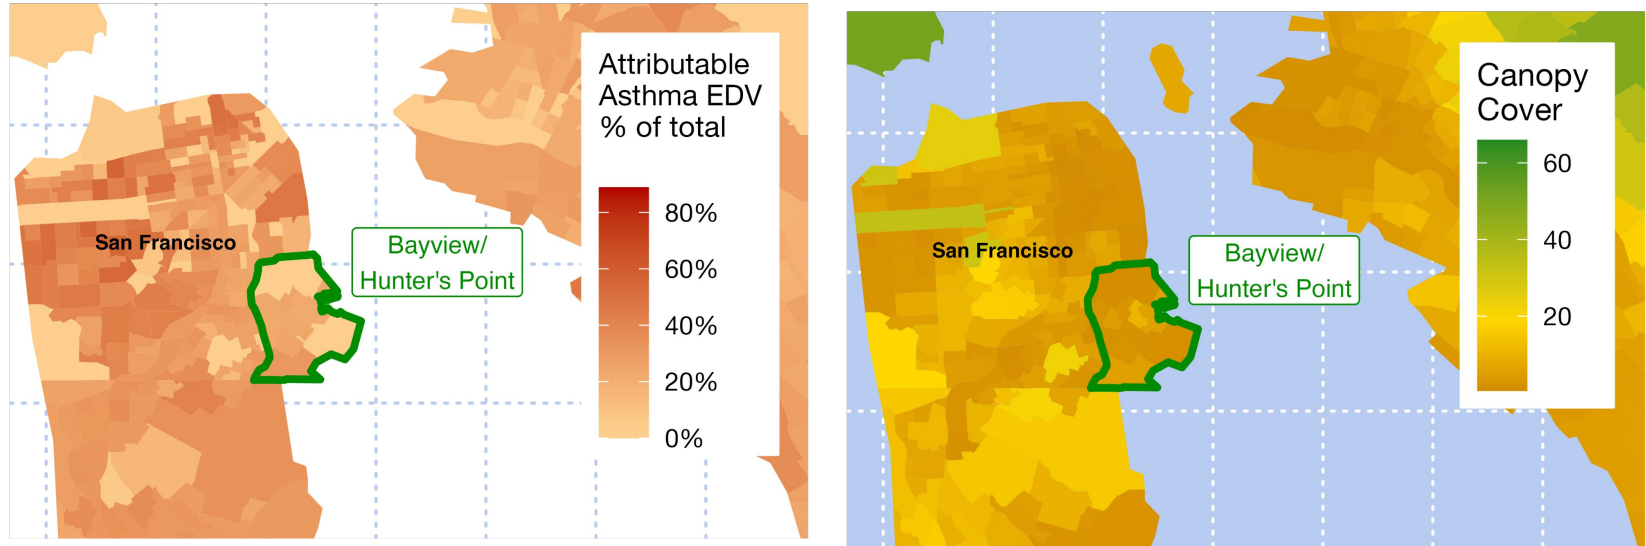 Attributable
Asthma EDV
% of total
80%
60%
40%
20%
0%
San Francisco
Bayview/
Hunter's Point
Canopy
Cover
60
40
20
San Francisco
Bayview/
Hunter's Point